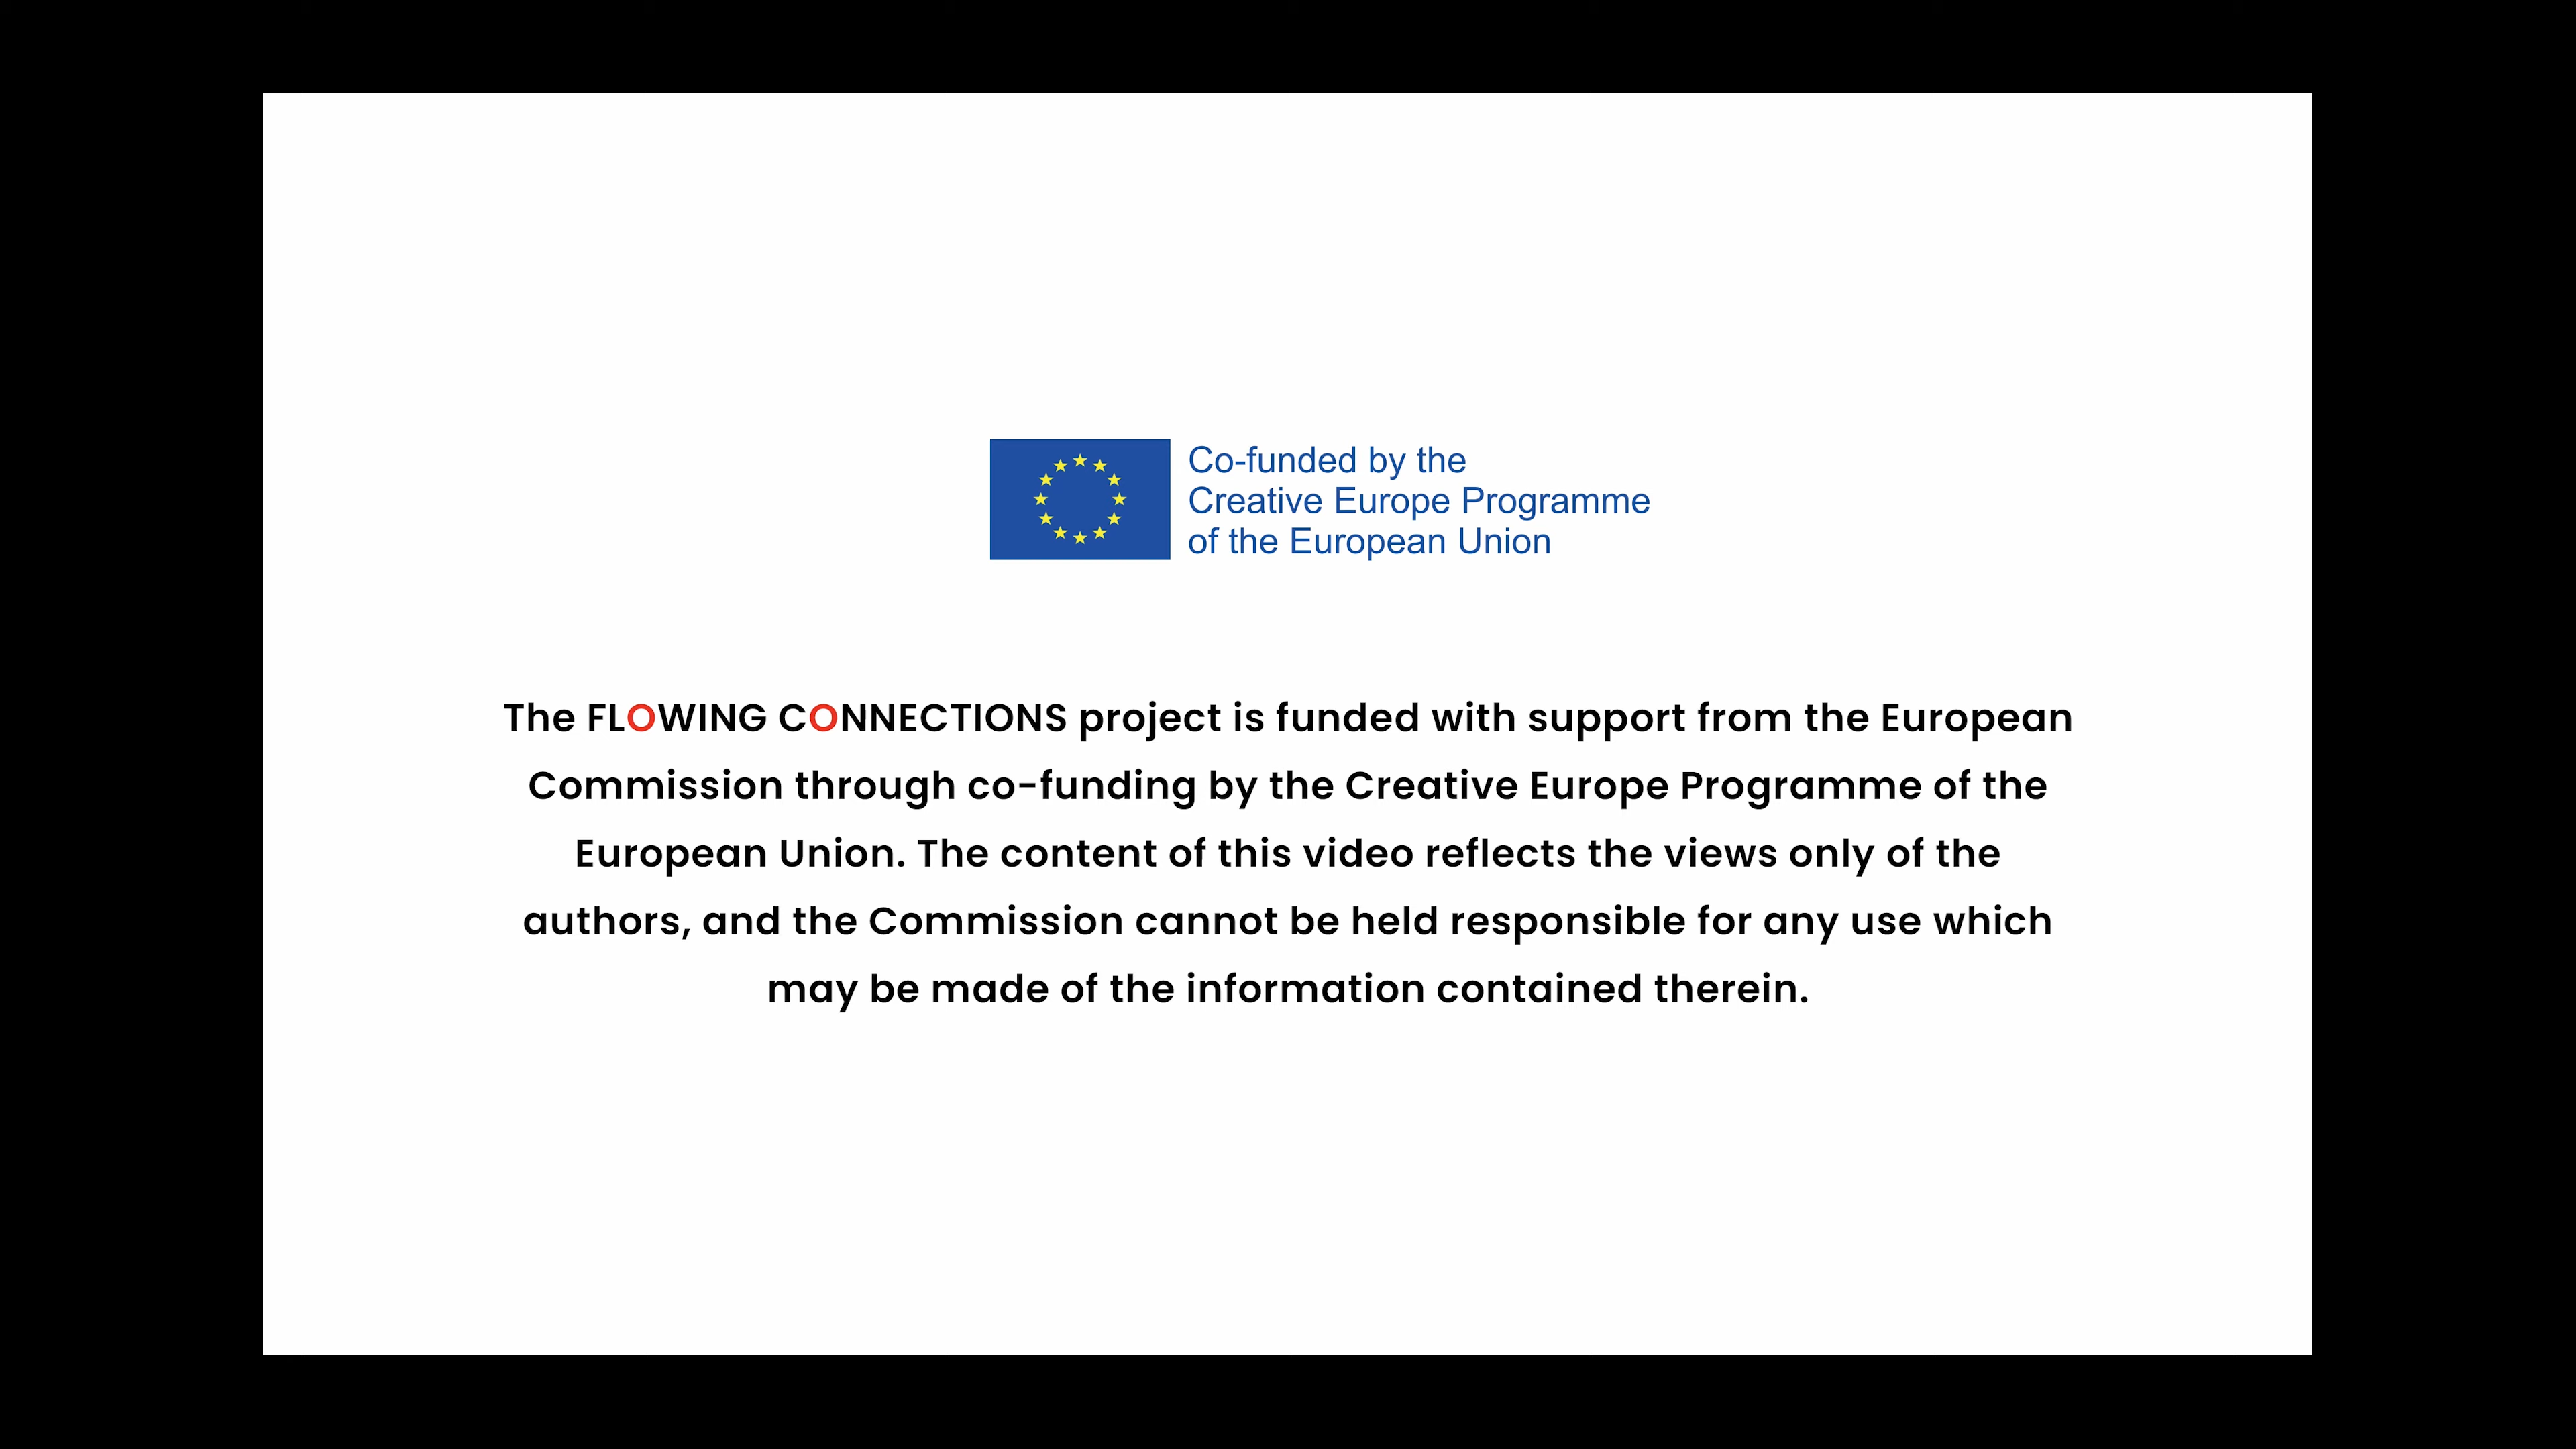 Co-funded by the
Creative Europe Programme
of the European Union
The FLOWING CONNECTIONS project is funded with support from the European
Commission through co-funding by the Creative Europe Programme of the
European Union. The content of this video reflects the views only of the
authors, and the Commission cannot be held responsible for any use which
may be made of the information contained therein.